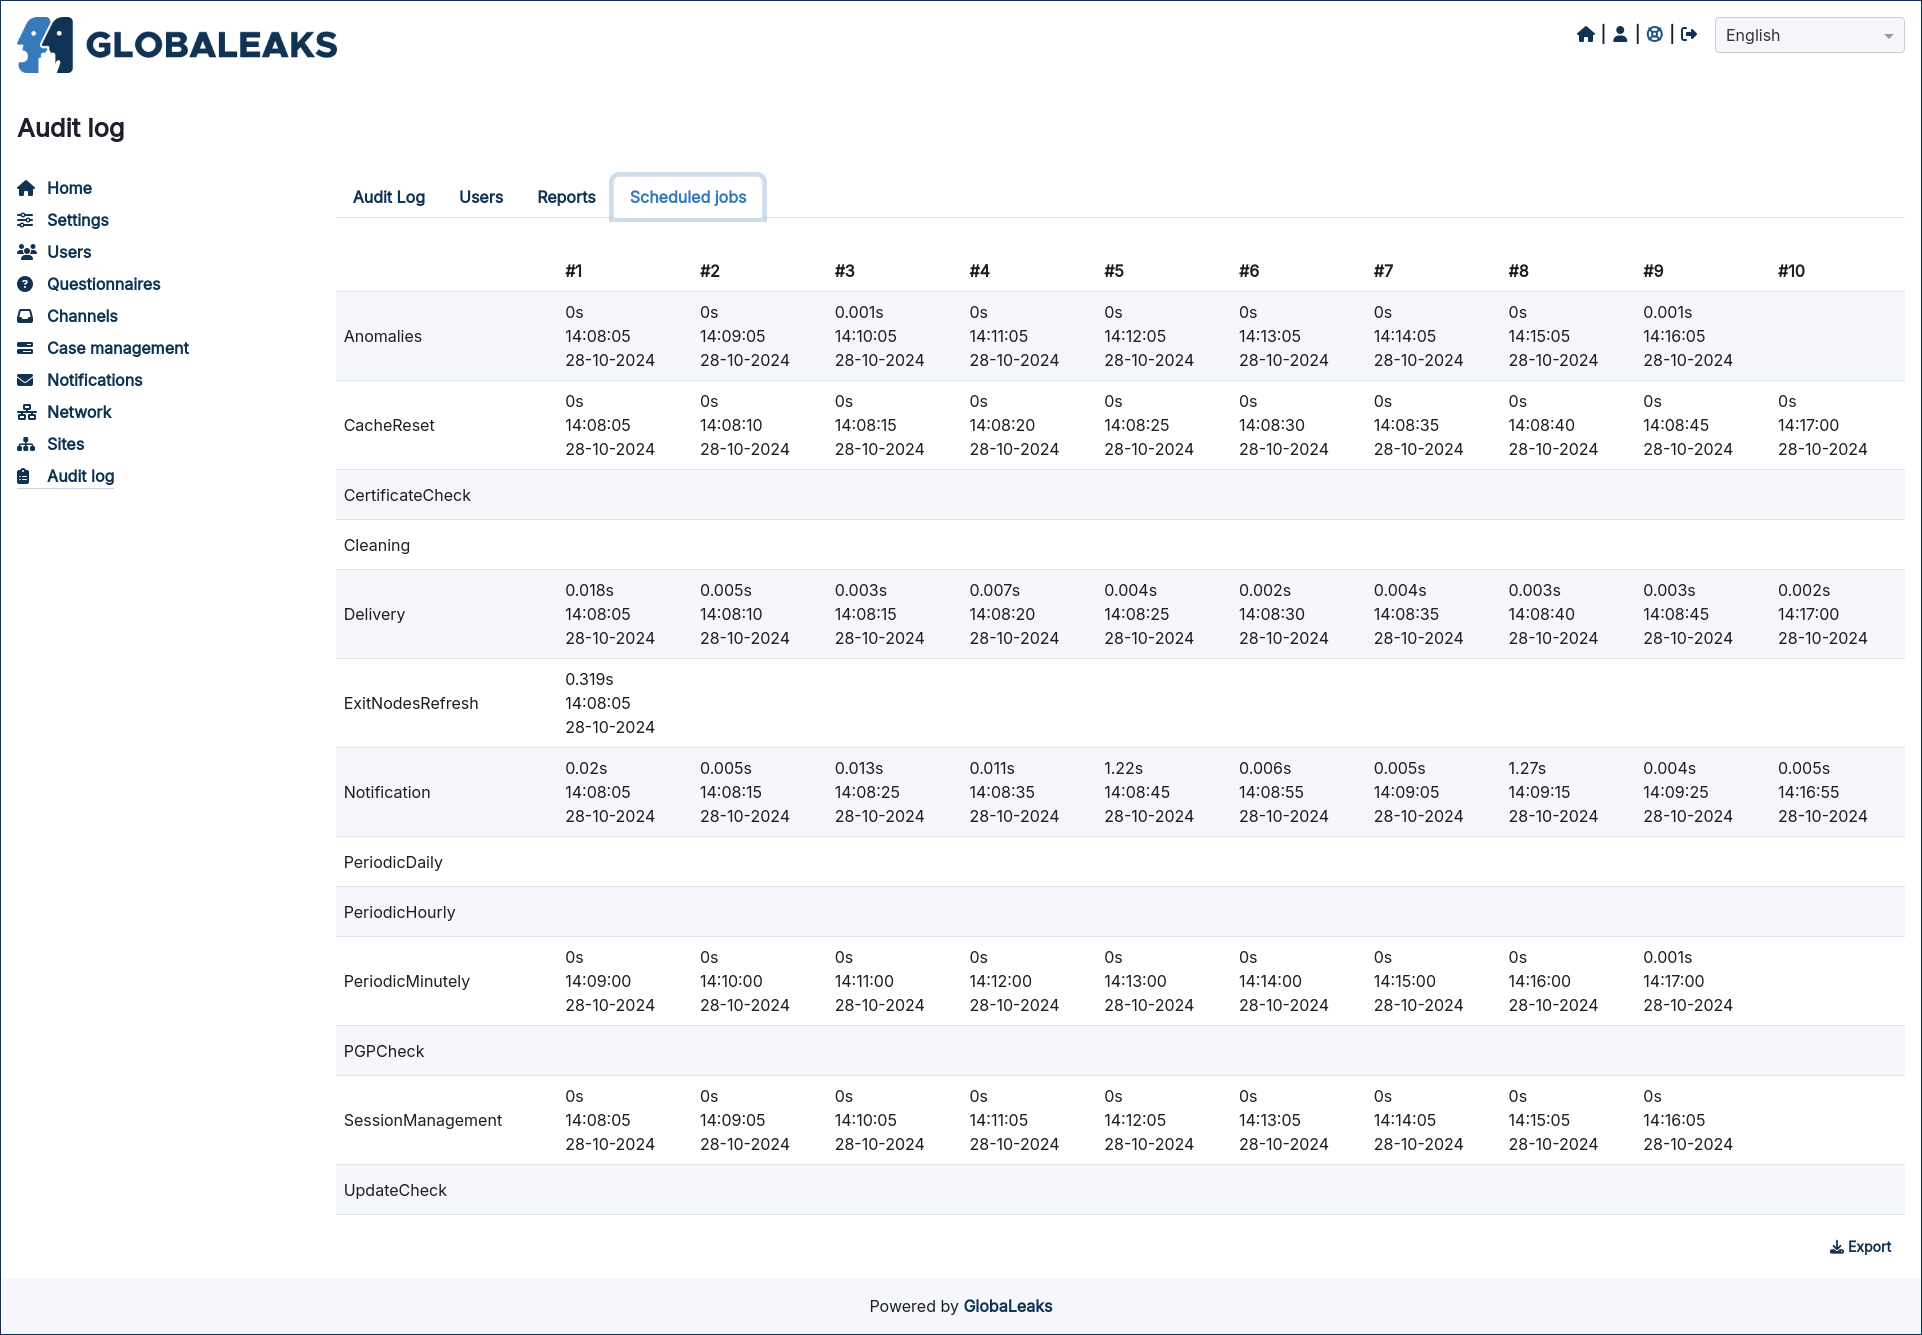 GLOBALEAKS
| | |
English
Audit log
Home
Settings
Users
Questionnaires
Channels
Case management
Notifications
Network
Sites
Audit log
Audit Log Users Reports Scheduled jobs
#1 #2 #3 #4 #5 #6 #7 #8 #9 #10
Anomalies
0s 0s 0.001s 0s 0s 0s 0s 0s 0.001s
14:08:05 14:09:05 14:10:05 14:11:05 14:12:05 14:13:05 14:14:05 14:15:05 14:16:05
28-10-2024 28-10-2024 28-10-2024 28-10-2024 28-10-2024 28-10-2024 28-10-2024 28-10-2024 28-10-2024
CacheReset
0s 0s 0s 0s 0s 0s 0s 0s 0s 0s
14:08:05 14:08:10 14:08:15 14:08:20 14:08:25 14:08:30 14:08:35 14:08:40 14:08:45 14:17:00
28-10-2024 28-10-2024 28-10-2024 28-10-2024 28-10-2024 28-10-2024 28-10-2024 28-10-2024 28-10-2024 28-10-2024
CertificateCheck
Cleaning
Delivery
0.018s 0.005s 0.003s 0.007s 0.004s 0.002s 0.004s 0.003s 0.003s 0.002s
14:08:05 14:08:10 14:08:15 14:08:20 14:08:25 14:08:30 14:08:35 14:08:40 14:08:45 14:17:00
28-10-2024 28-10-2024 28-10-2024 28-10-2024 28-10-2024 28-10-2024 28-10-2024 28-10-2024 28-10-2024 28-10-2024
ExitNodesRefresh
0.319s
14:08:05
28-10-2024
Notification
0.02s 0.005s 0.013s 0.011s 1.22s 0.006s 0.005s 1.27s 0.004s 0.005s
14:08:05 14:08:15 14:08:25 14:08:35 14:08:45 14:08:55 14:09:05 14:09:15 14:09:25 14:16:55
28-10-2024 28-10-2024 28-10-2024 28-10-2024 28-10-2024 28-10-2024 28-10-2024 28-10-2024 28-10-2024 28-10-2024
PeriodicDaily
PeriodicHourly
PeriodicMinutely
0s 0s 0s 0s 0s 0s 0s 0s 0.001s
14:09:00 14:10:00 14:11:00 14:12:00 14:13:00 14:14:00 14:15:00 14:16:00 14:17:00
28-10-2024 28-10-2024 28-10-2024 28-10-2024 28-10-2024 28-10-2024 28-10-2024 28-10-2024 28-10-2024
PGPCheck
SessionManagement
0s 0s 0s 0s 0s 0s 0s 0s 0s
14:08:05 14:09:05 14:10:05 14:11:05 14:12:05 14:13:05 14:14:05 14:15:05 14:16:05
28-10-2024 28-10-2024 28-10-2024 28-10-2024 28-10-2024 28-10-2024 28-10-2024 28-10-2024 28-10-2024
UpdateCheck
Export
Powered by GlobaLeaks